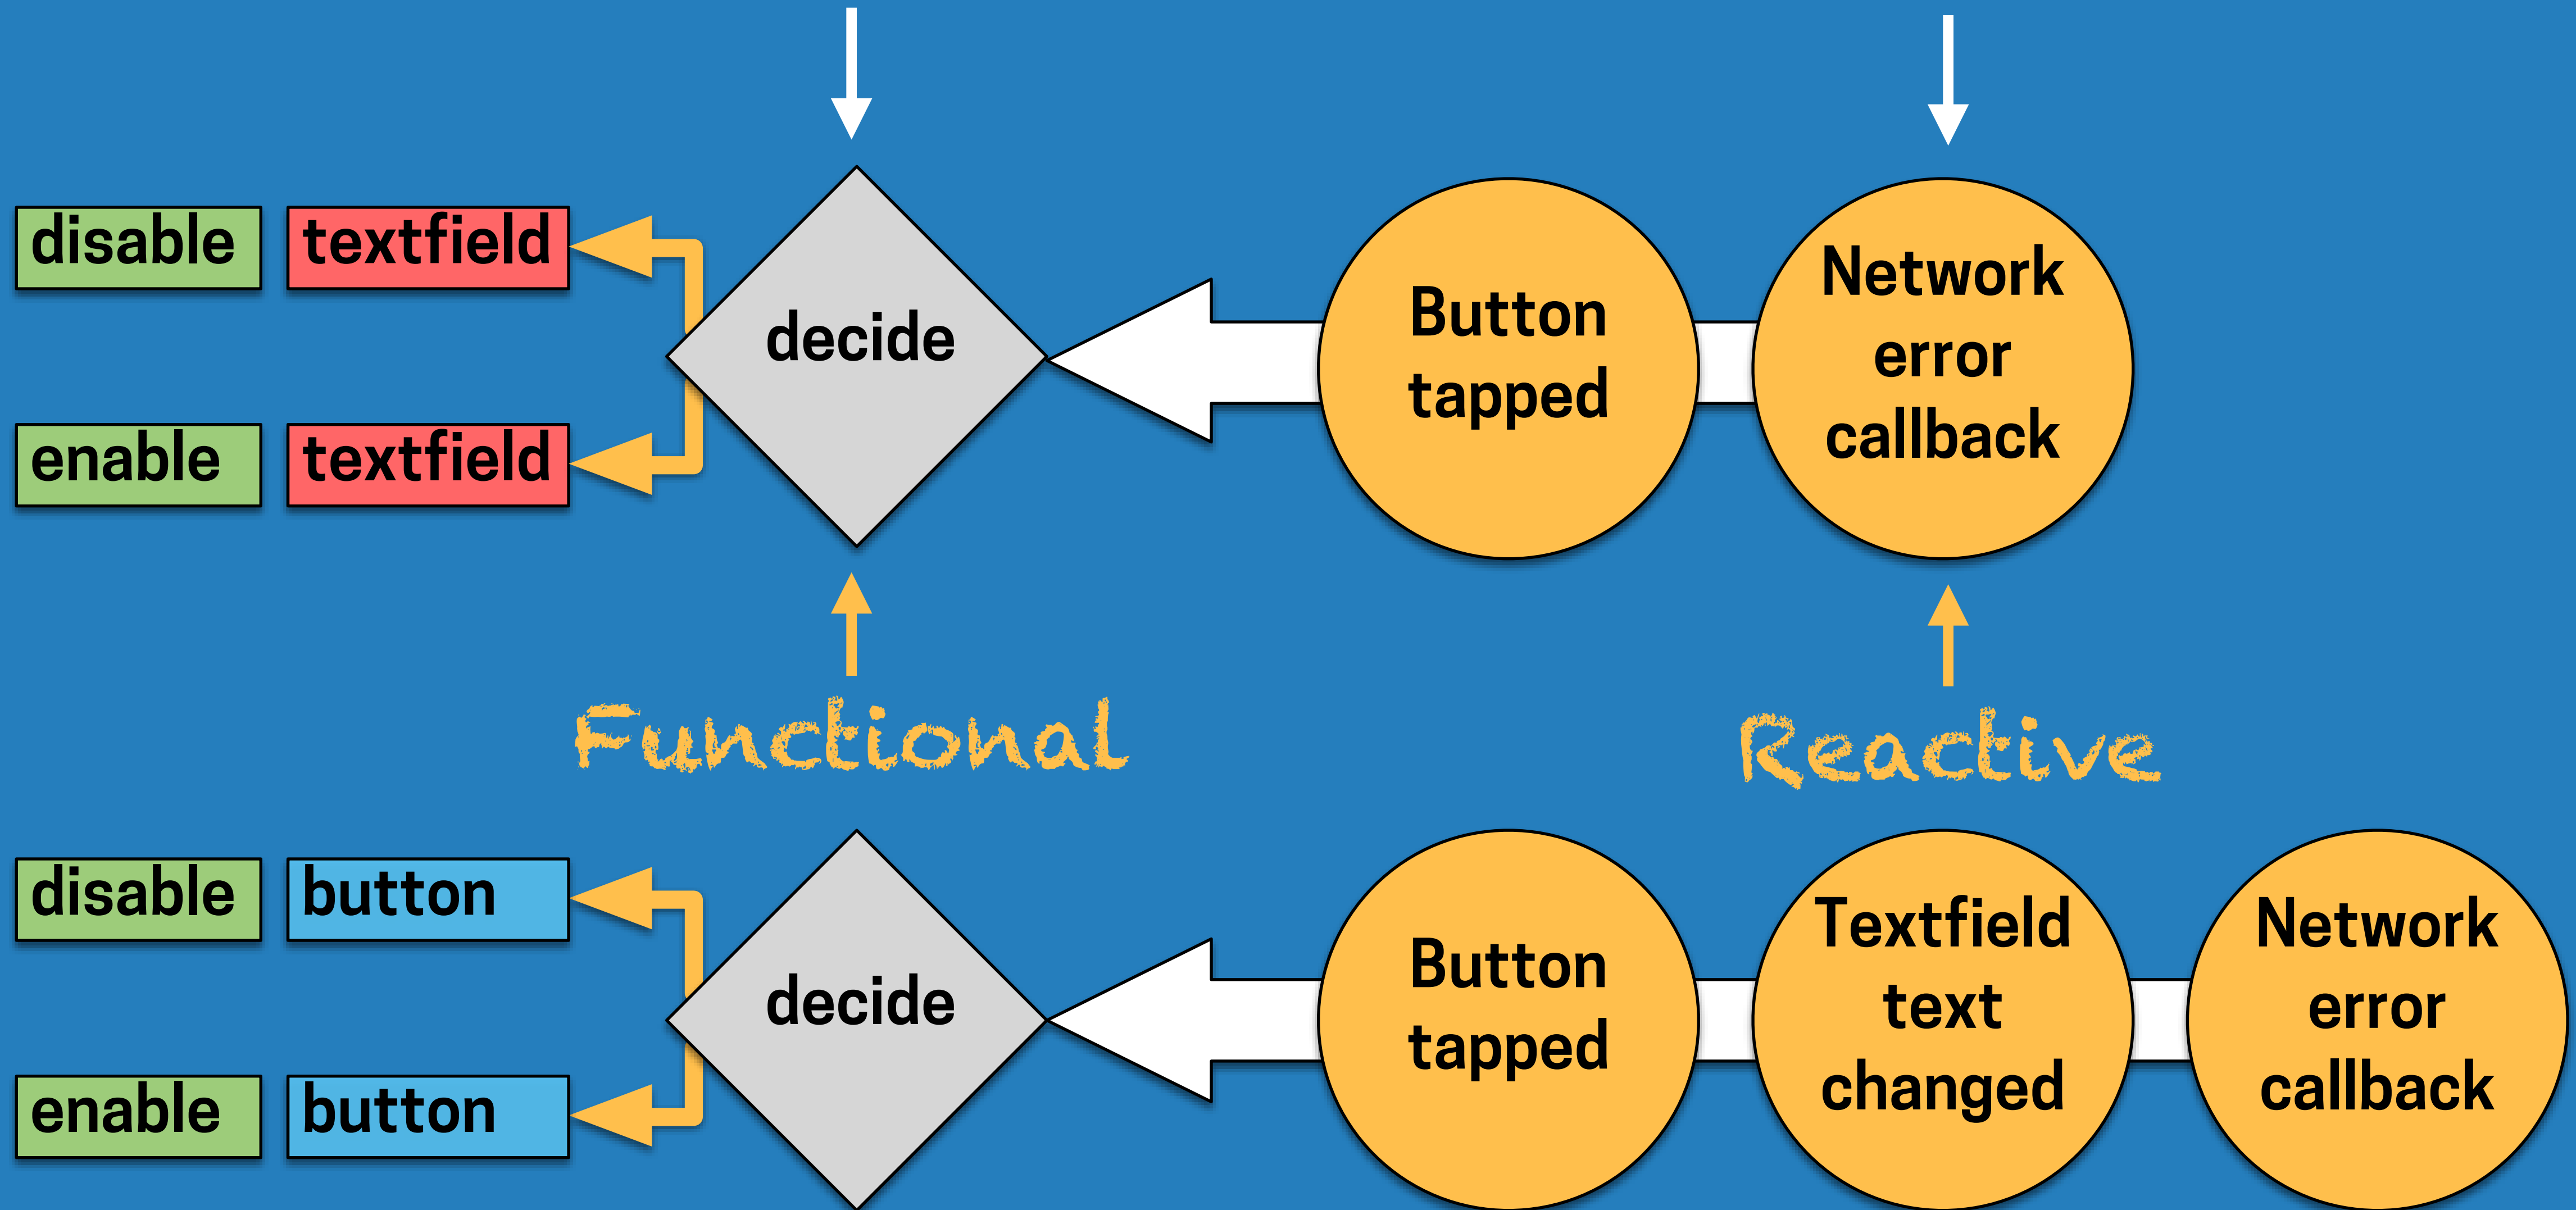 disable
textfield
decide
Button
tapped
Network
error
callback
enable
textfield
Functional
Reactive
disable
button
decide
Button
tapped
Textfield
text
changed
Network
error
callback
enable
button